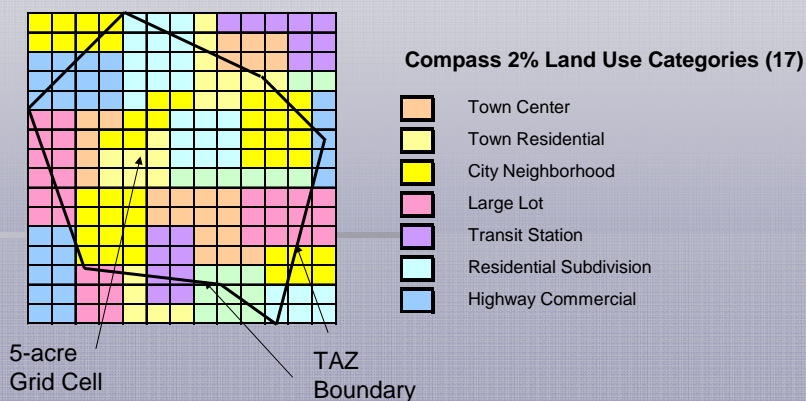 Compass 2% Land Use Categories (17)
Town Center
Town Residential
City Neighborhood
Large Lot
Transit Station
Residential Subdivision
Highway Commercial
5-acre
Grid Cell
TAZ
Boundary